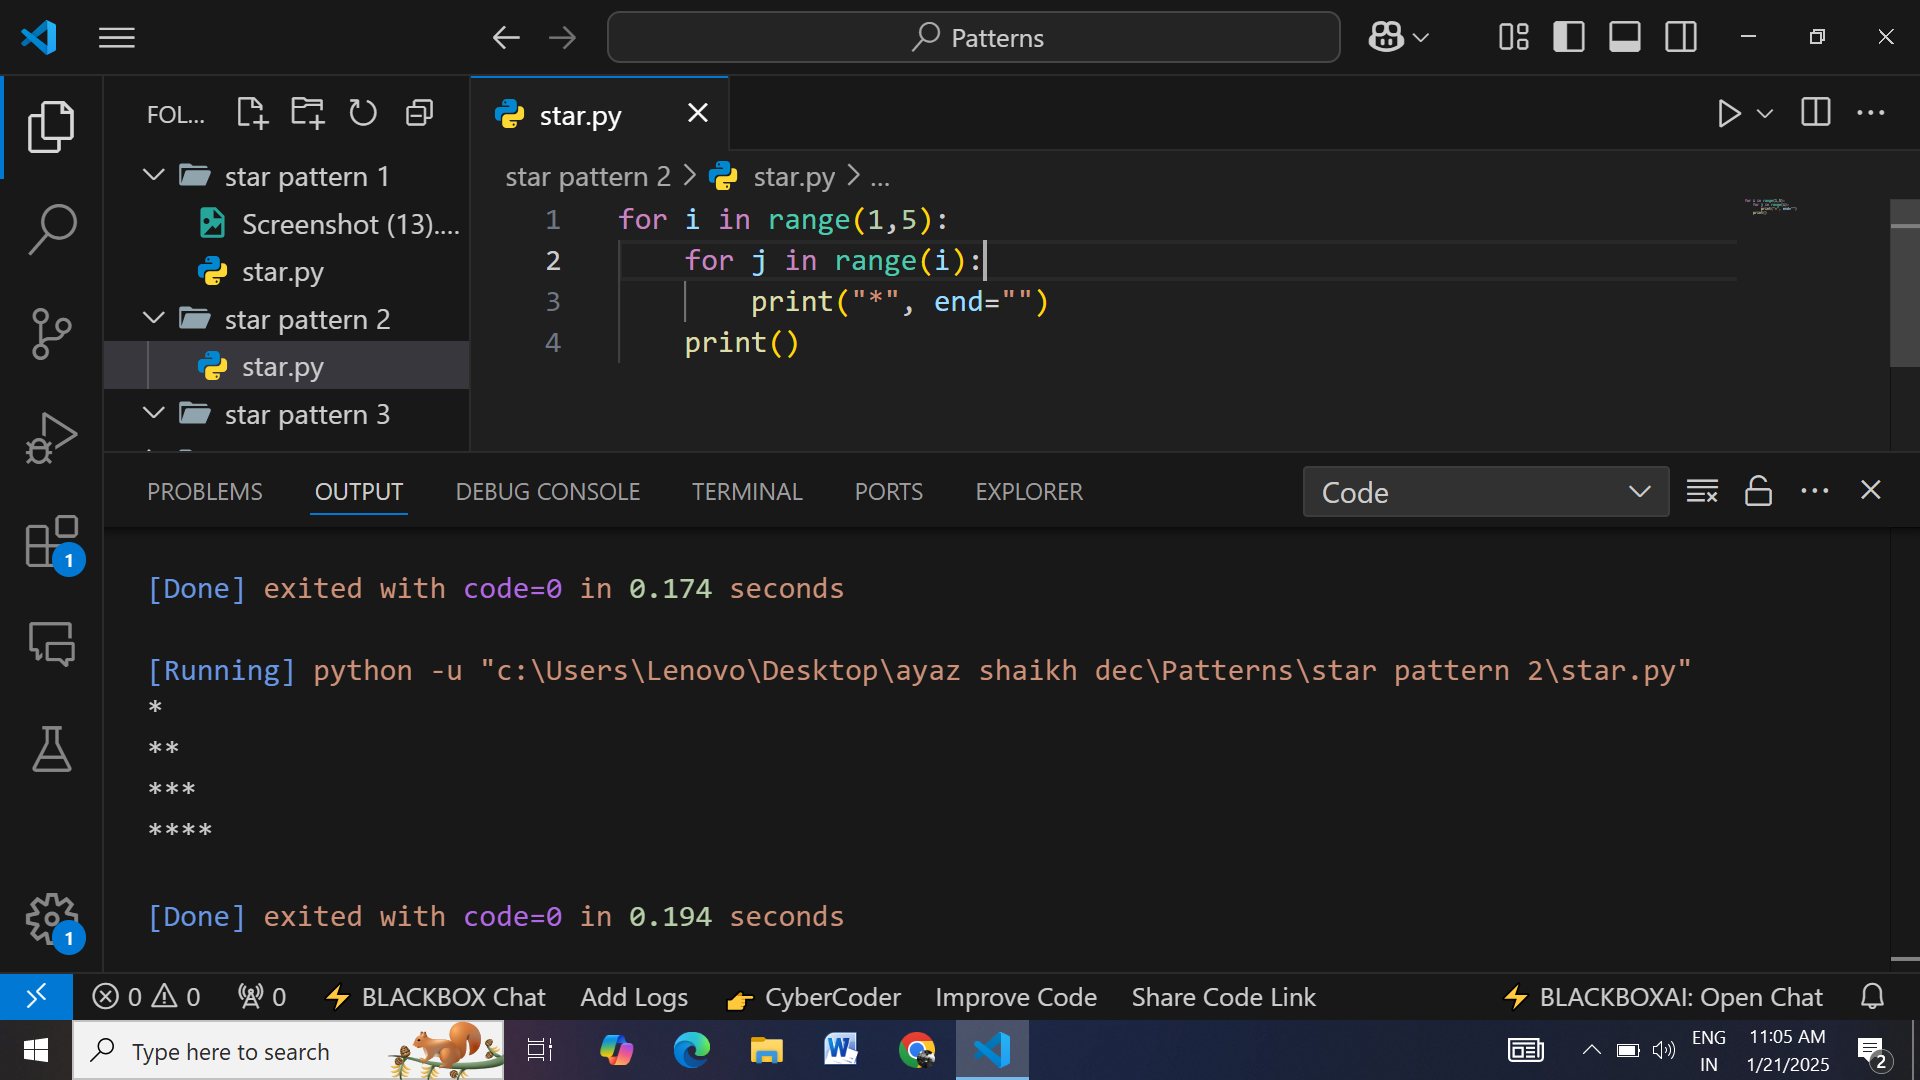 Patterns
FOL...
star.py
star pattern 1
Screenshot (13)....
star.py
star pattern 2
star.py
star pattern 3
star pattern 2 > star.py > ...
1 for i in range(1,5):
2     for j in range(i):
3         print("*", end="")
4     print()
PROBLEMS OUTPUT DEBUG CONSOLE TERMINAL PORTS EXPLORER
Code
[Done] exited with code=0 in 0.174 seconds
[Running] python -u "c:\Users\Lenovo\Desktop\ayaz shaikh dec\Patterns\star pattern 2\star.py"
*
**
***
****
[Done] exited with code=0 in 0.194 seconds
1
1
0 0 0 BLACKBOX Chat Add Logs CyberCoder Improve Code Share Code Link BLACKBOXAI: Open Chat
Type here to search
ENG
IN
11:05 AM
1/21/2025
2